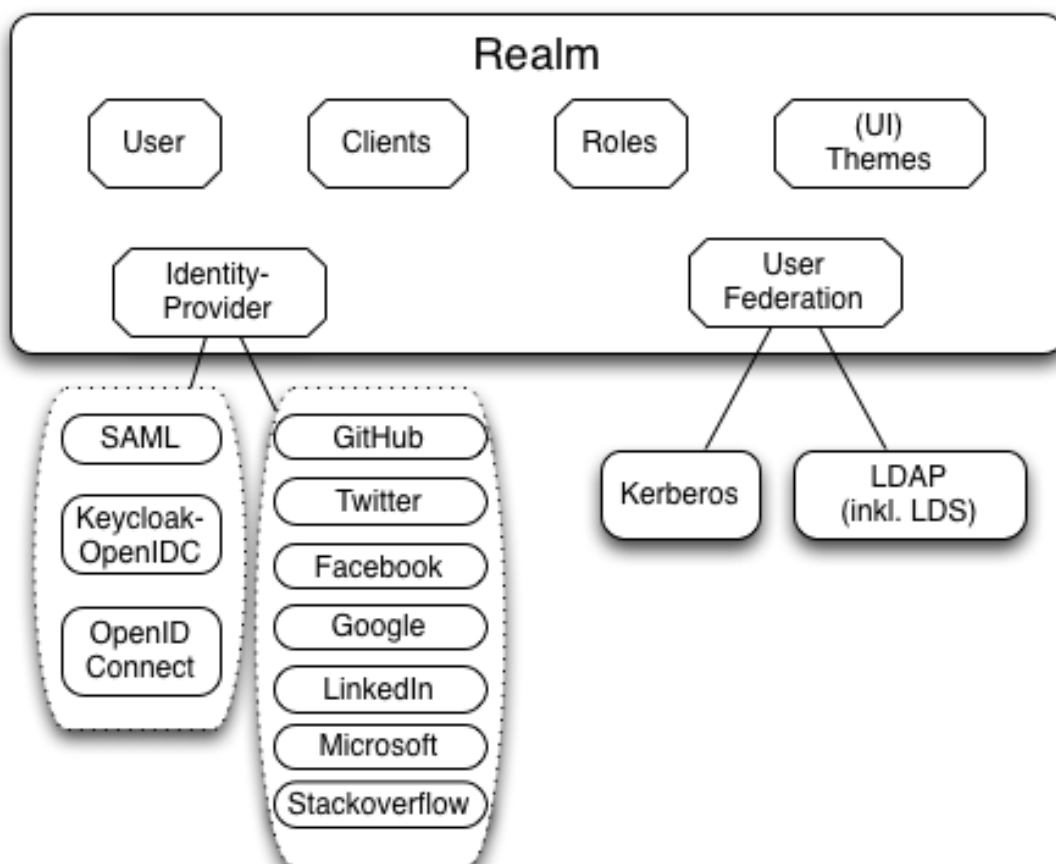 Realm
User
Clients
Roles
(UI)
Themes
Identity-
Provider
User
Federation
SAML
Keycloak-
OpenIDC
OpenID
Connect
GitHub
Twitter
Facebook
Google
LinkedIn
Microsoft
Stackoverflow
Kerberos
LDAP
(inkl. LDS)